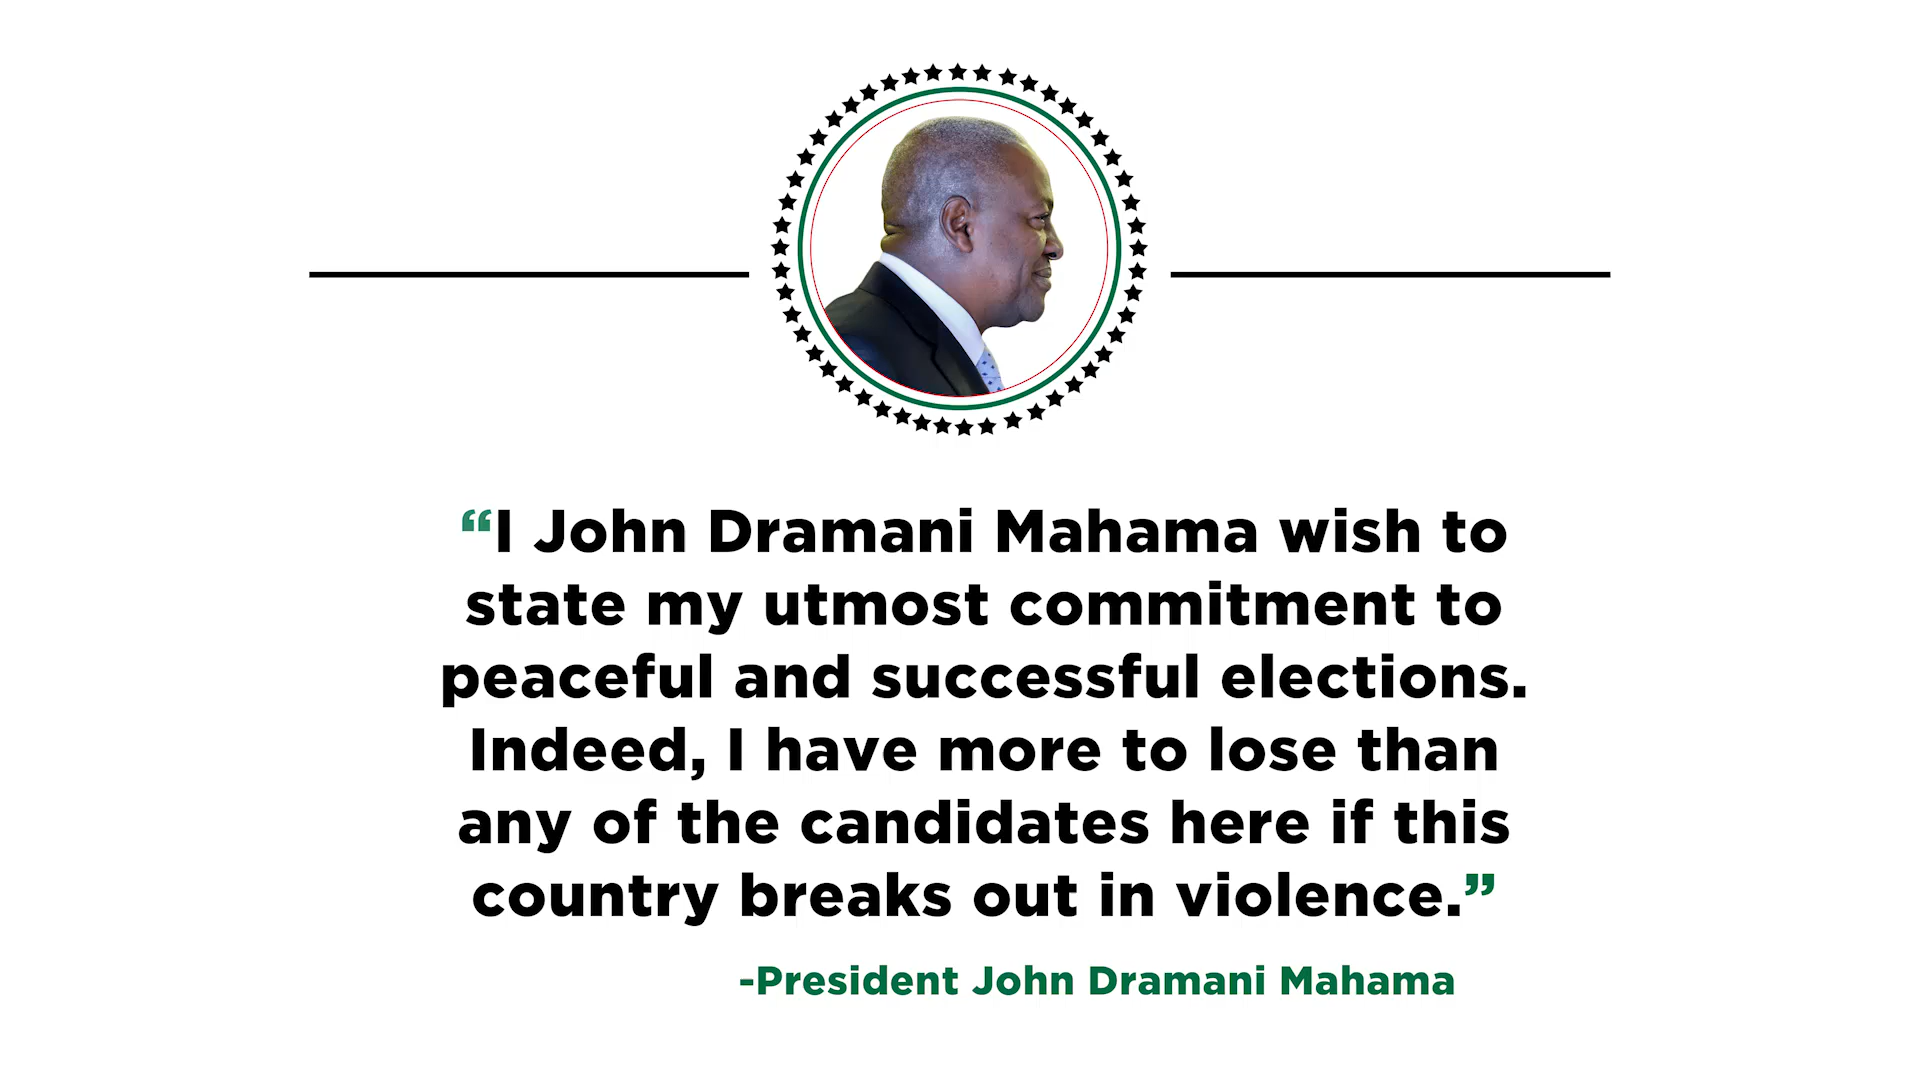 “I John Dramani Mahama wish to
state my utmost commitment to
peaceful and successful elections.
Indeed, I have more to lose than
any of the candidates here if this
country breaks out in violence.”
-President John Dramani Mahama